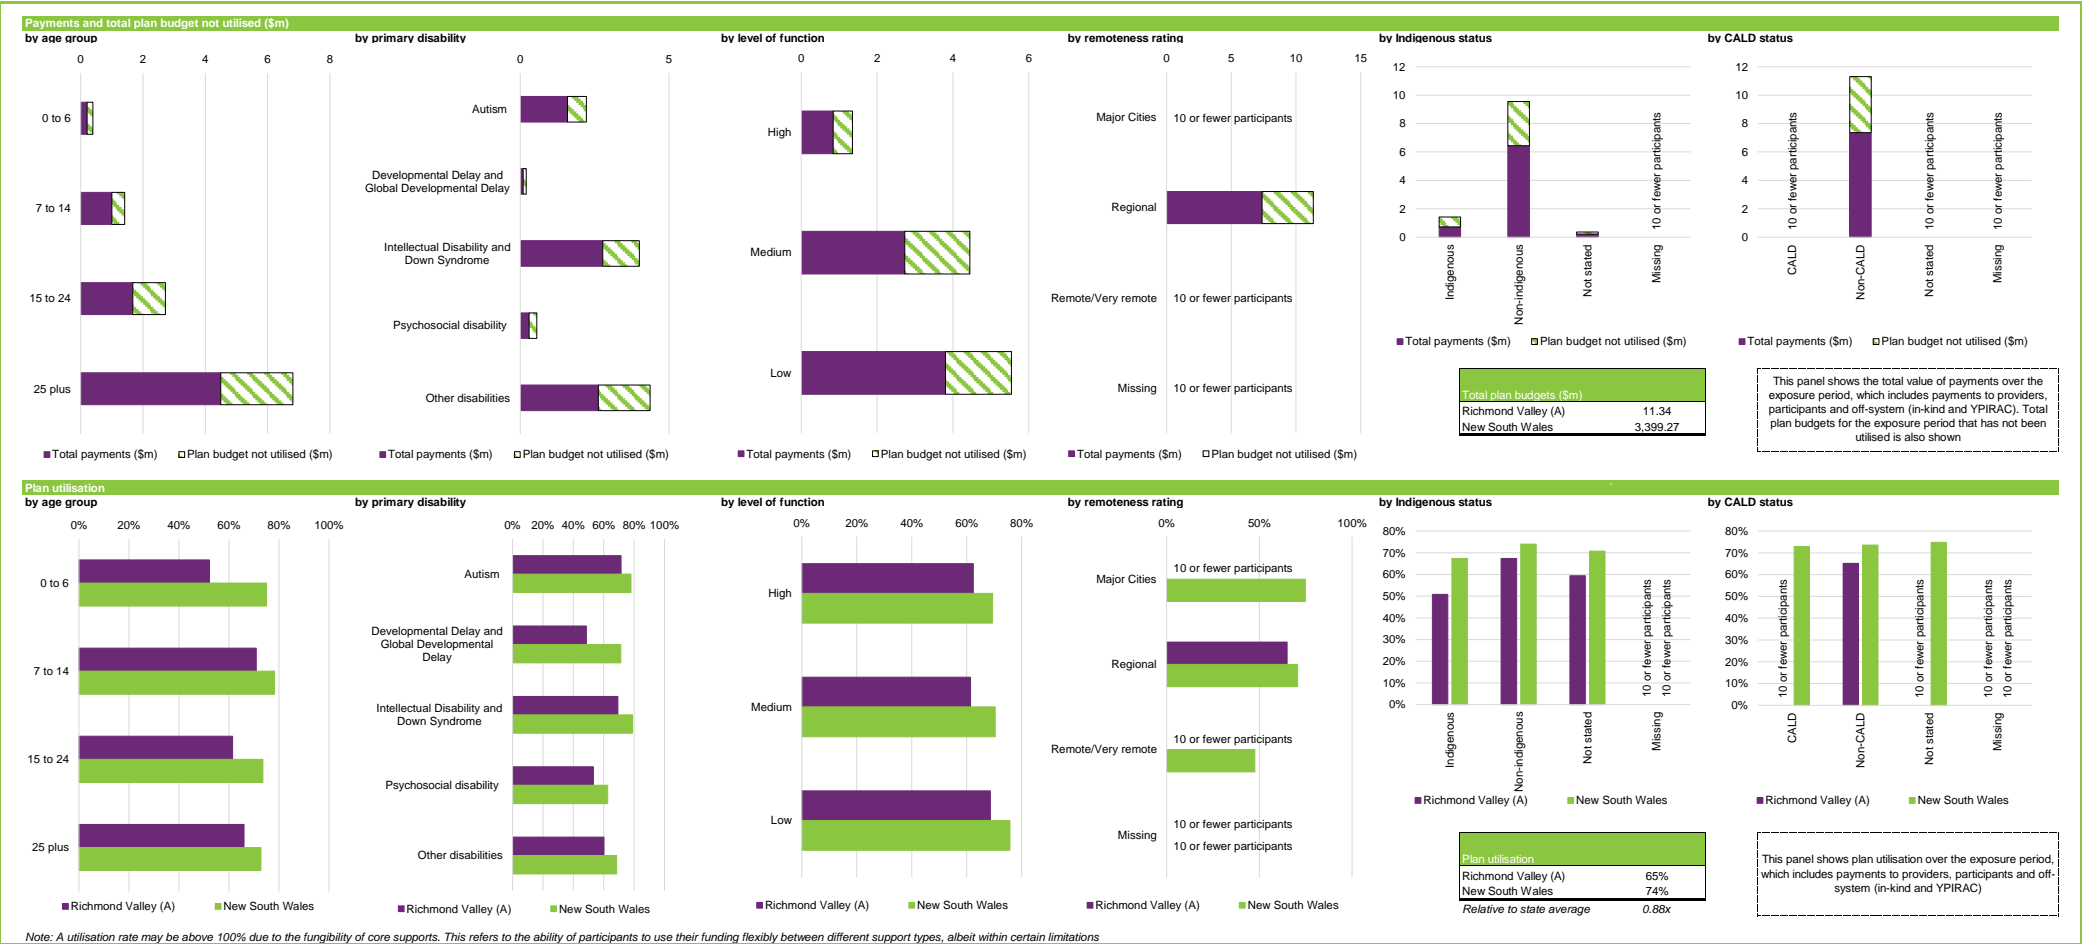 Payments and total plan budget not utilised ($m)
by age group
0 2 4 6 8
0 to 6
7 to 14
15 to 24
25 plus
Total payments ($m) Plan budget not utilised ($m)
by primary disability
0 5
Autism
Developmental Delay and
Global Developmental Delay
Intellectual Disability and
Down Syndrome
Psychosocial disability
Other disabilities
Total payments ($m) Plan budget not utilised ($m)
by level of function
0 2 4 6
High
Medium
Low
Total payments ($m) Plan budget not utilised ($m)
by remoteness rating
0 5 10 15
Major Cities 10 or fewer participants
Regional
Remote/Very remote 10 or fewer participants
Missing 10 or fewer participants
Total payments ($m) Plan budget not utilised ($m)
by Indigenous status
12
10
8
6
4
2
0
10 or fewer participants
Indigenous
Non-indigenous
Not stated
Missing
Total payments ($m) Plan budget not utilised ($m)
Total plan budgets ($m)
Richmond Valley (A) 11.34
New South Wales 3,399.27
by CALD status
12
10
8
6
4
2
0
10 or fewer participants
10 or fewer participants
10 or fewer participants
CALD
Non-CALD
Not stated
Missing
Total payments ($m) Plan budget not utilised ($m)
This panel shows the total value of payments over the
exposure period, which includes payments to providers,
participants and off-system (in-kind and YPIRAC). Total
plan budgets for the exposure period that has not been
utilised is also shown
Plan utilisation
by age group
0% 20% 40% 60% 80% 100%
0 to 6
7 to 14
15 to 24
25 plus
Richmond Valley (A) New South Wales
by primary disability
0% 20% 40% 60% 80% 100%
Autism
Developmental Delay and
Global Developmental
Delay
Intellectual Disability and
Down Syndrome
Psychosocial disability
Other disabilities
Richmond Valley (A) New South Wales
by level of function
0% 20% 40% 60% 80%
High
Medium
Low
Richmond Valley (A) New South Wales
by remoteness rating
0% 50% 100%
10 or fewer participants
Major Cities
Regional
10 or fewer participants
Remote/Very remote
10 or fewer participants
Missing
10 or fewer participants
Richmond Valley (A) New South Wales
by Indigenous status
80%
70%
60%
50%
40%
30%
20%
10%
0%
10 or fewer participants
10 or fewer participants
Indigenous
Non-indigenous
Not stated
Missing
Richmond Valley (A) New South Wales
Plan utilisation
Richmond Valley (A) 65%
New South Wales 74%
Relative to state average 0.88x
by CALD status
80%
70%
60%
50%
40%
30%
20%
10%
0%
10 or fewer participants
10 or fewer participants
10 or fewer participants
10 or fewer participants
CALD
Non-CALD
Not stated
Missing
Richmond Valley (A) New South Wales
This panel shows plan utilisation over the exposure period,
which includes payments to providers, participants and off-
system (in-kind and YPIRAC)
Note: A utilisation rate may be above 100% due to the fungibility of core supports. This refers to the ability of participants to use their funding flexibly between different support types, albeit within certain limitations